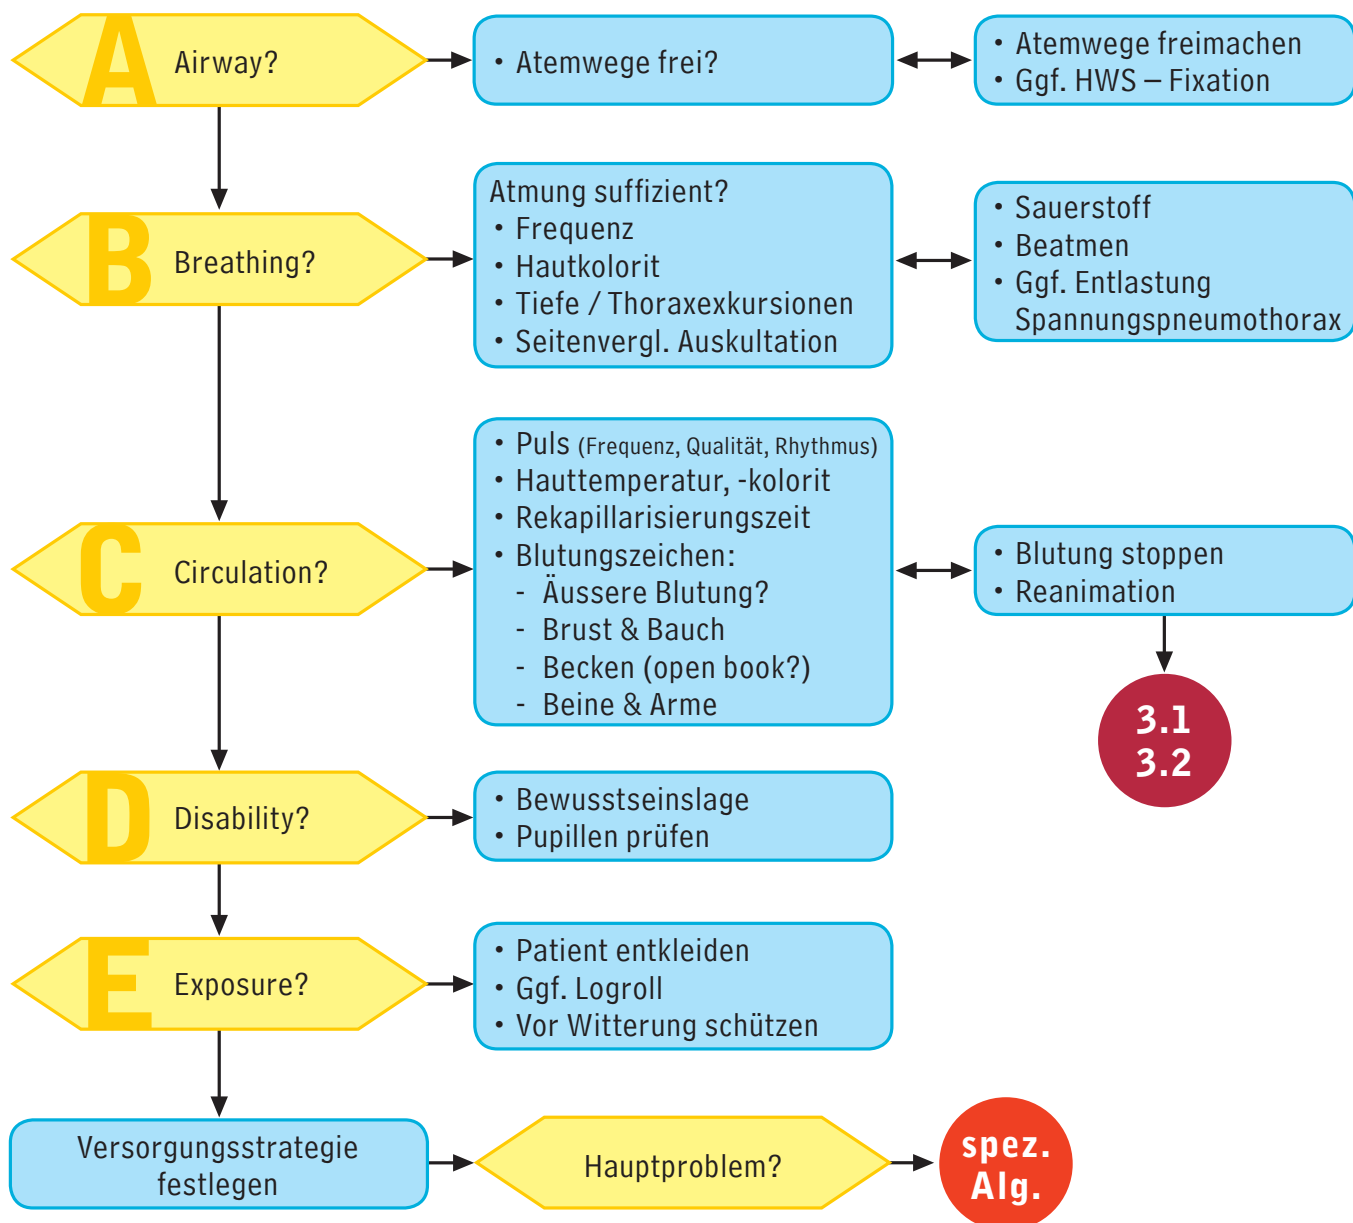 A Airway?
• Atemwege frei?
• Atemwege freimachen
• Ggf. HWS – Fixation
B Breathing?
Atmung suffizient?
• Frequenz
• Hautkolorit
• Tiefe / Thoraxexkursionen
• Seitenvergl. Auskultation
• Sauerstoff
• Beatmen
• Ggf. Entlastung
Spannungspneumothorax
C Circulation?
• Puls (Frequenz, Qualität, Rhythmus)
• Hauttemperatur, -kolorit
• Rekapillarisierungszeit
• Blutungszeichen:
- Äussere Blutung?
- Brust & Bauch
- Becken (open book?)
- Beine & Arme
• Blutung stoppen
• Reanimation
3.1
3.2
D Disability?
• Bewusstseinslage
• Pupillen prüfen
E Exposure?
• Patient entkleiden
• Ggf. Logroll
• Vor Witterung schützen
Versorgungsstrategie
festlegen
Hauptproblem?
spez.
Alg.